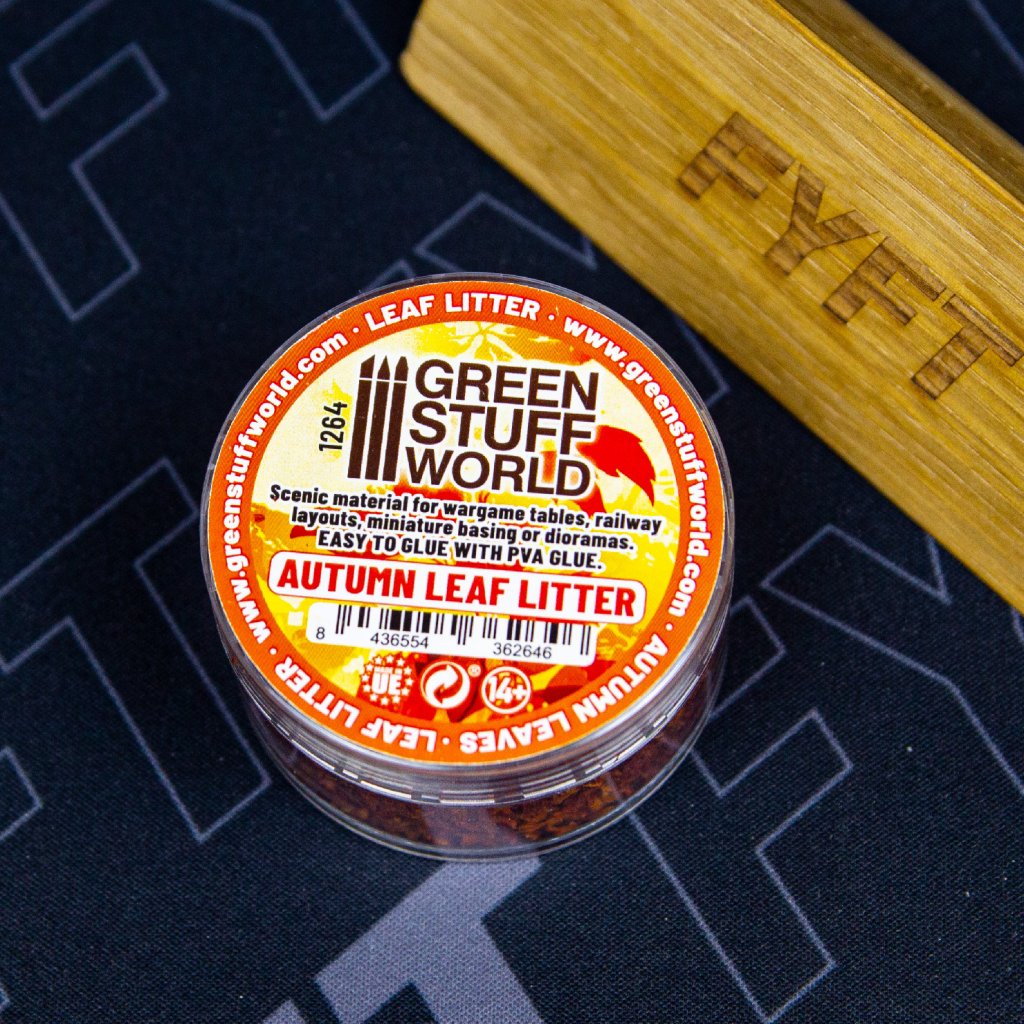 FYFT
www.greenstuffworld.com · LEAF LITTER · www.greenstuffworld.com · AUTUMN LEAVES · LEAF LITTER ·
1264
GREEN
STUFF
WORLD
Scenic material for wargame tables, railway
layouts, miniature basing or dioramas.
EASY TO GLUE WITH PVA GLUE.
AUTUMN LEAF LITTER
8 436554 362646
UE
14+